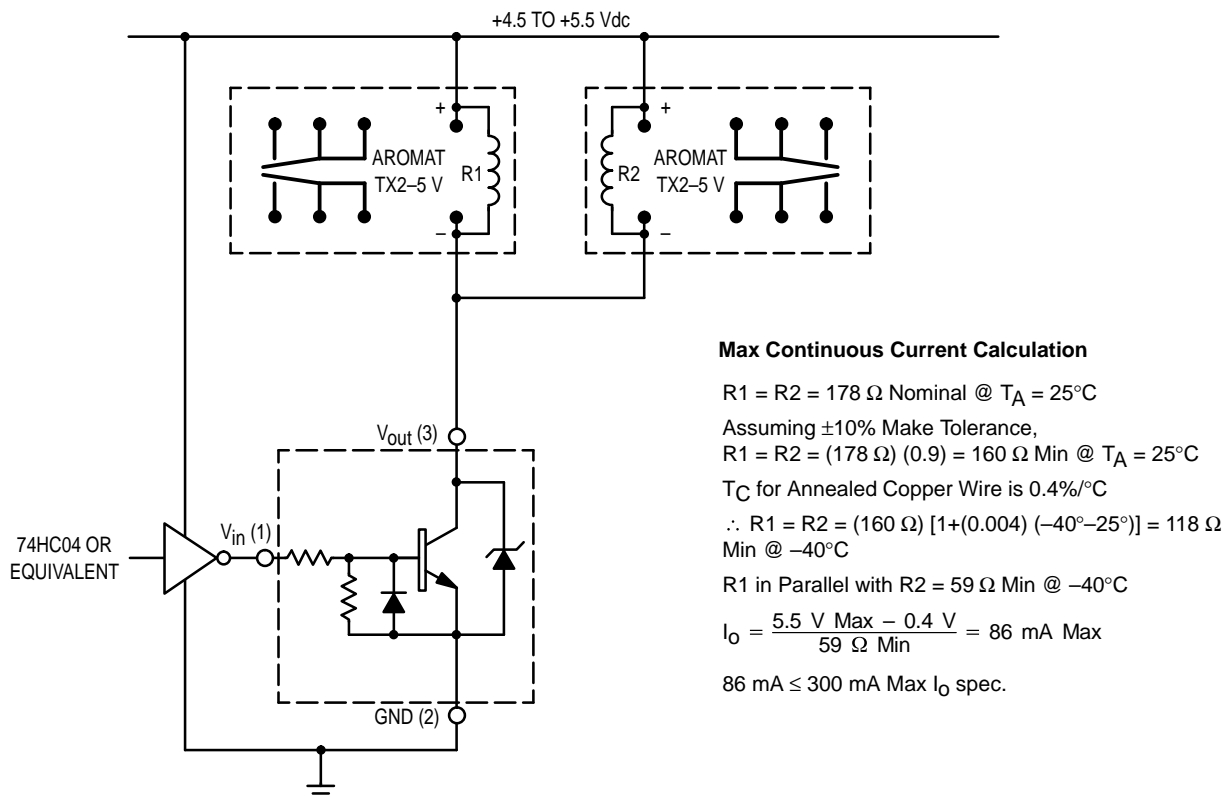 +4.5 TO +5.5 Vdc
+
AROMAT
TX2–5 V
R1
–
+
R2
AROMAT
TX2–5 V
–
Vout (3)
Vin (1)
74HC04 OR
EQUIVALENT
GND (2)
Max Continuous Current Calculation
R1 = R2 = 178 Ω Nominal @ TA = 25°C
Assuming ±10% Make Tolerance,
R1 = R2 = (178 Ω) (0.9) = 160 Ω Min @ TA = 25°C
TC for Annealed Copper Wire is 0.4%/°C
∴ R1 = R2 = (160 Ω) [1+(0.004) (–40°–25°)] = 118 Ω
Min @ –40°C
R1 in Parallel with R2 = 59 Ω Min @ –40°C
Io = 5.5 V Max – 0.4 V / 59 Ω Min = 86 mA Max
86 mA ≤ 300 mA Max Io spec.